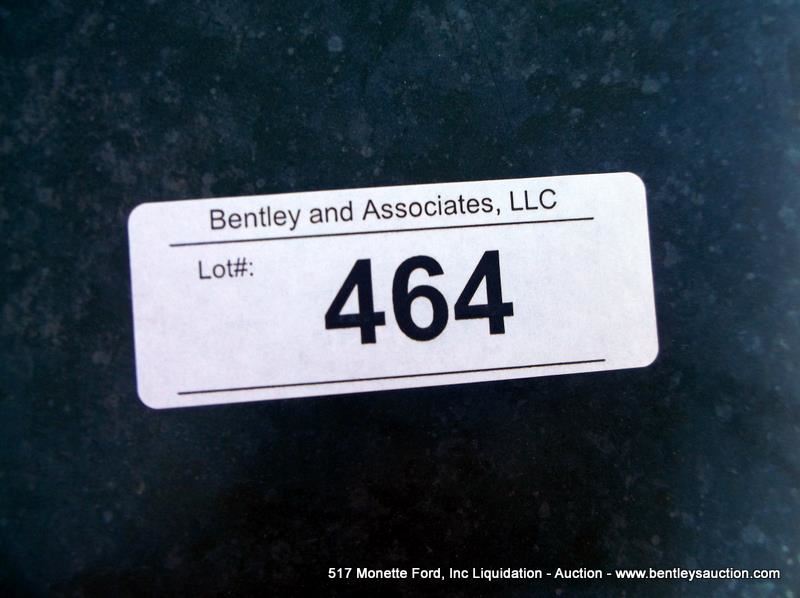 Bentley and Associates, LLC
Lot#:
464
517 Monette Ford, Inc Liquidation - Auction - www.bentleysauction.com